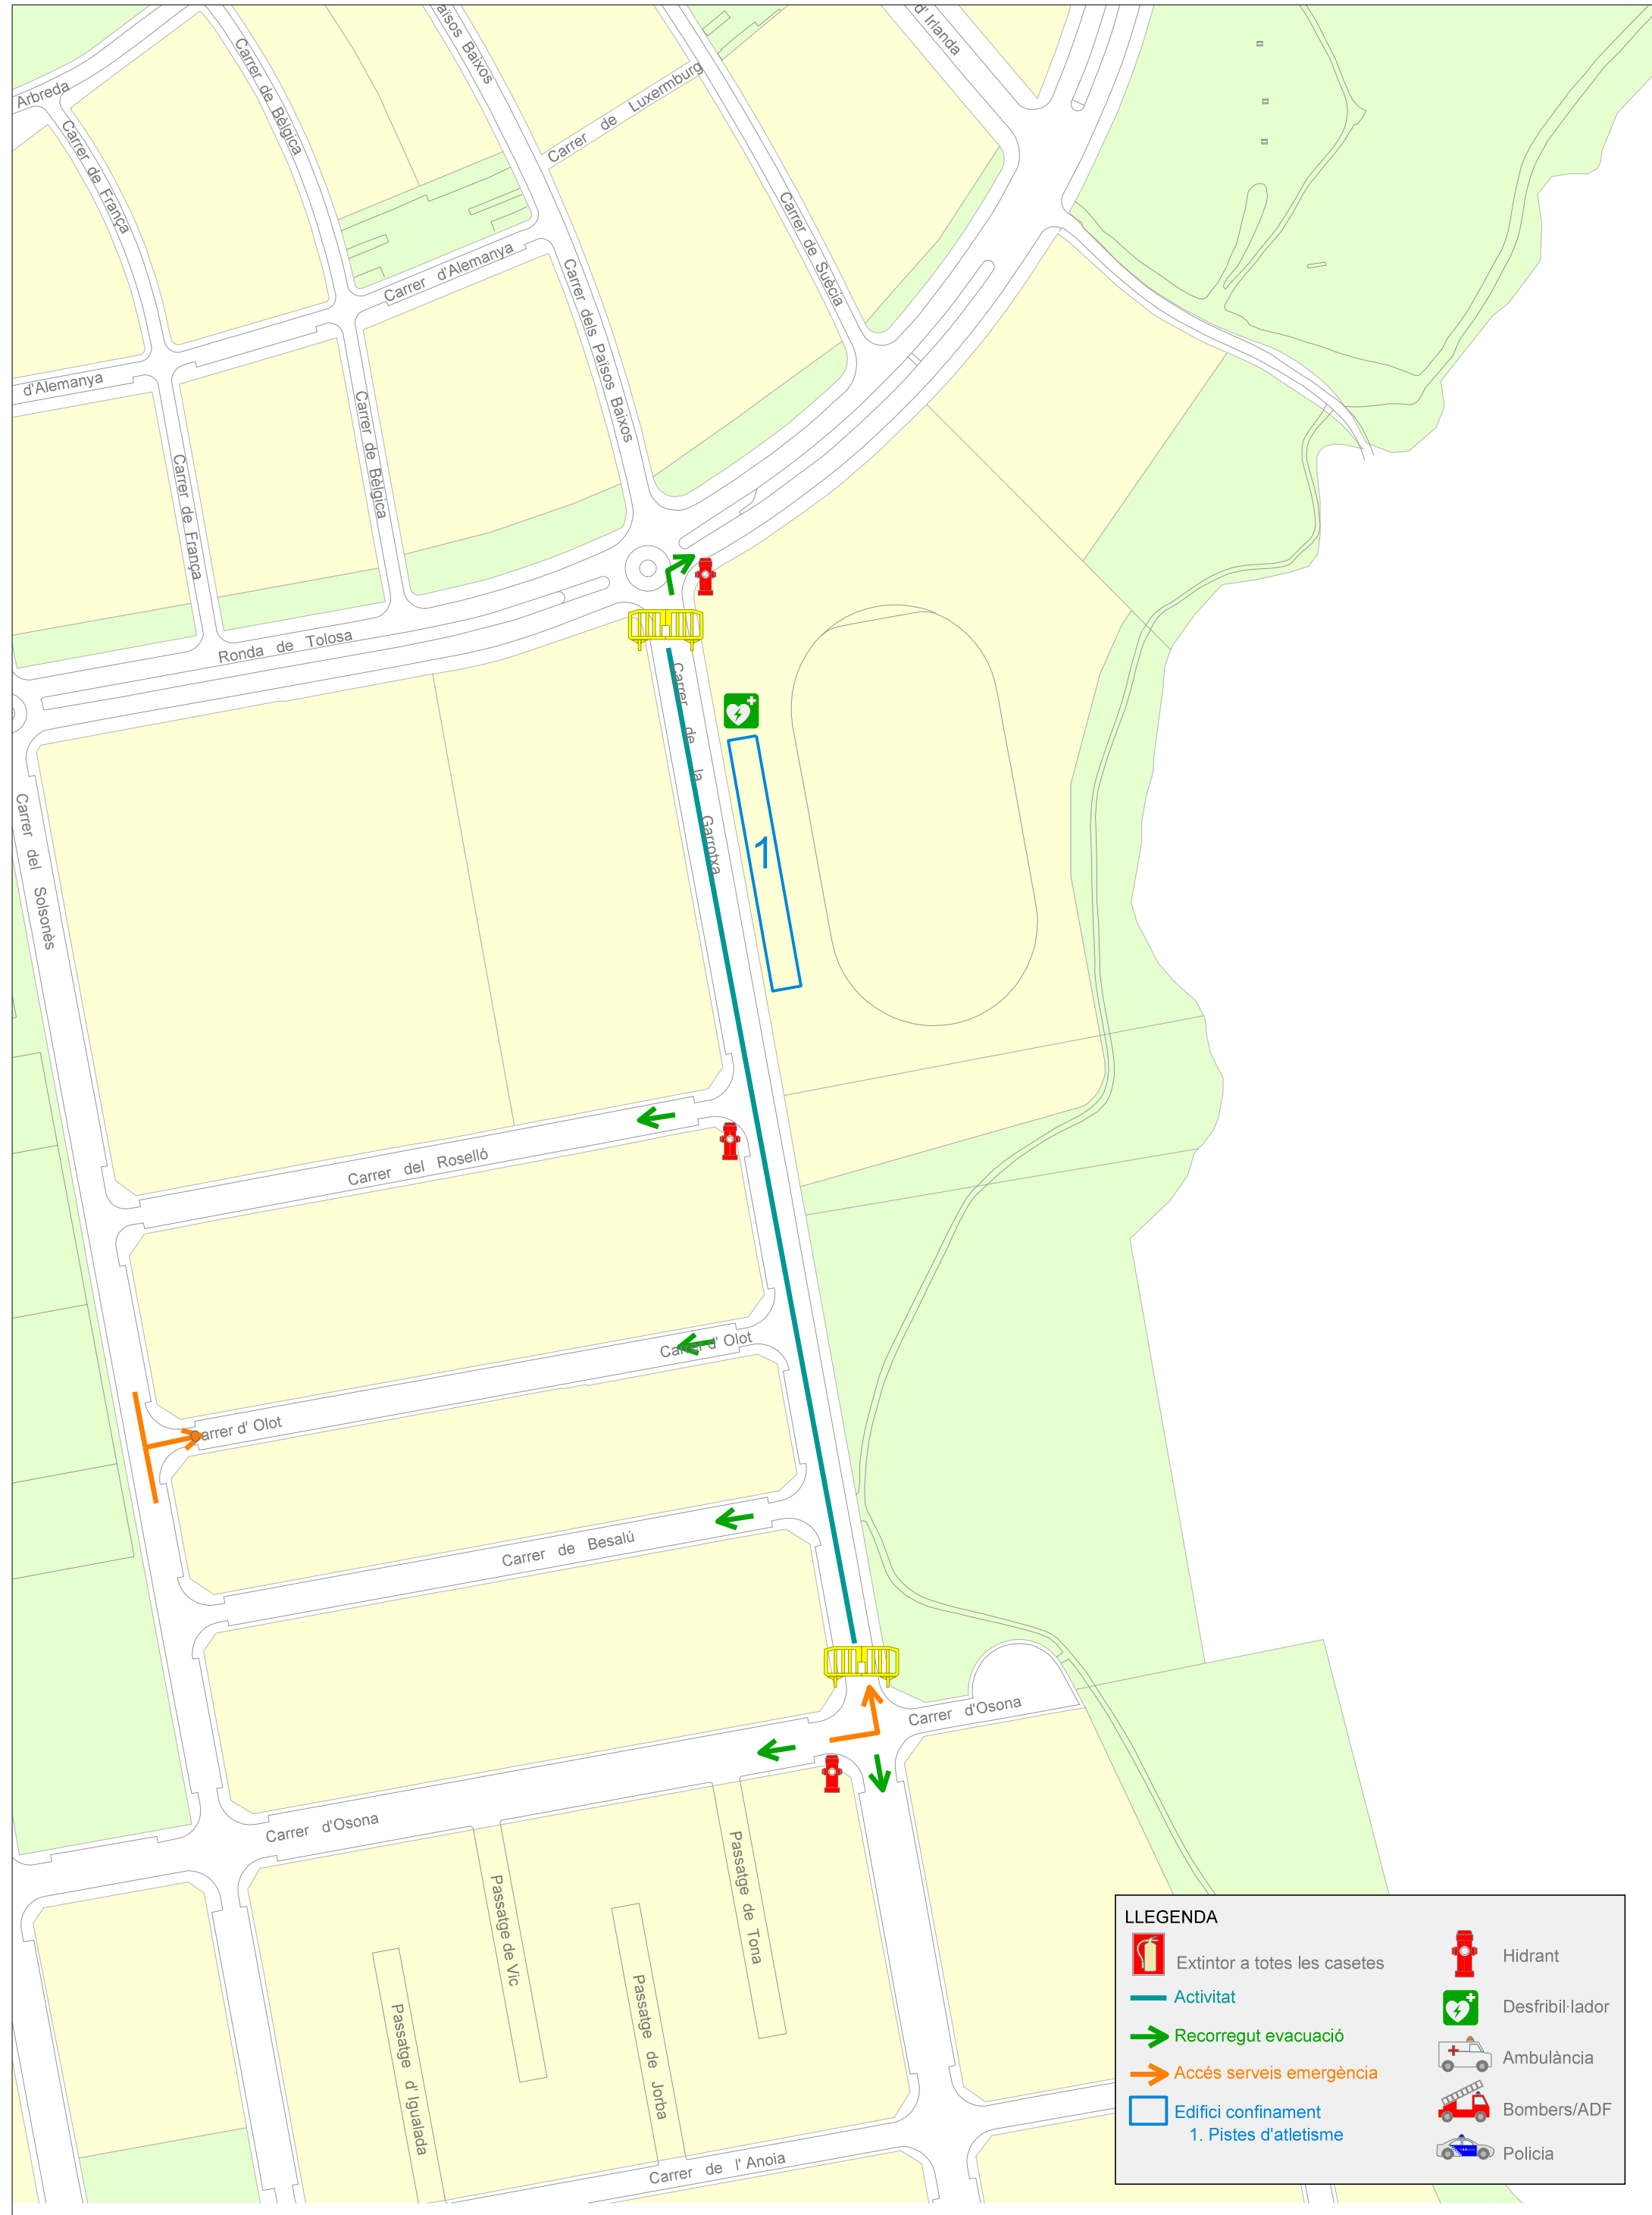 Arbreda
Carrer de França
Carrer de Bèlgica
aïsos Baixos
Carrer de Luxemburg
d' Irlanda
Carrer d'Alemanya
Carrer de Suècia
Carrer dels Països Baixos
d'Alemanya
Carrer de França
Carrer de Bèlgica
Ronda de Tolosa
Carrer de la Garrotxa
1
Carrer del Solsonès
Carrer del Roselló
Carrer d' Olot
Carrer d' Olot
Carrer de Besalú
Carrer d'Osona
Carrer d'Osona
Passatge de Vic
Passatge de Tona
Passatge d' Igualada
Passatge de Jorba
Carrer de l' Anoia
LLEGENDA
Extintor a totes les casetes
Activitat
Recorregut evacuació
Accés serveis emergència
Edifici confinament
1. Pistes d'atletisme
Hidrant
Desfribil·lador
Ambulància
Bombers/ADF
Policia